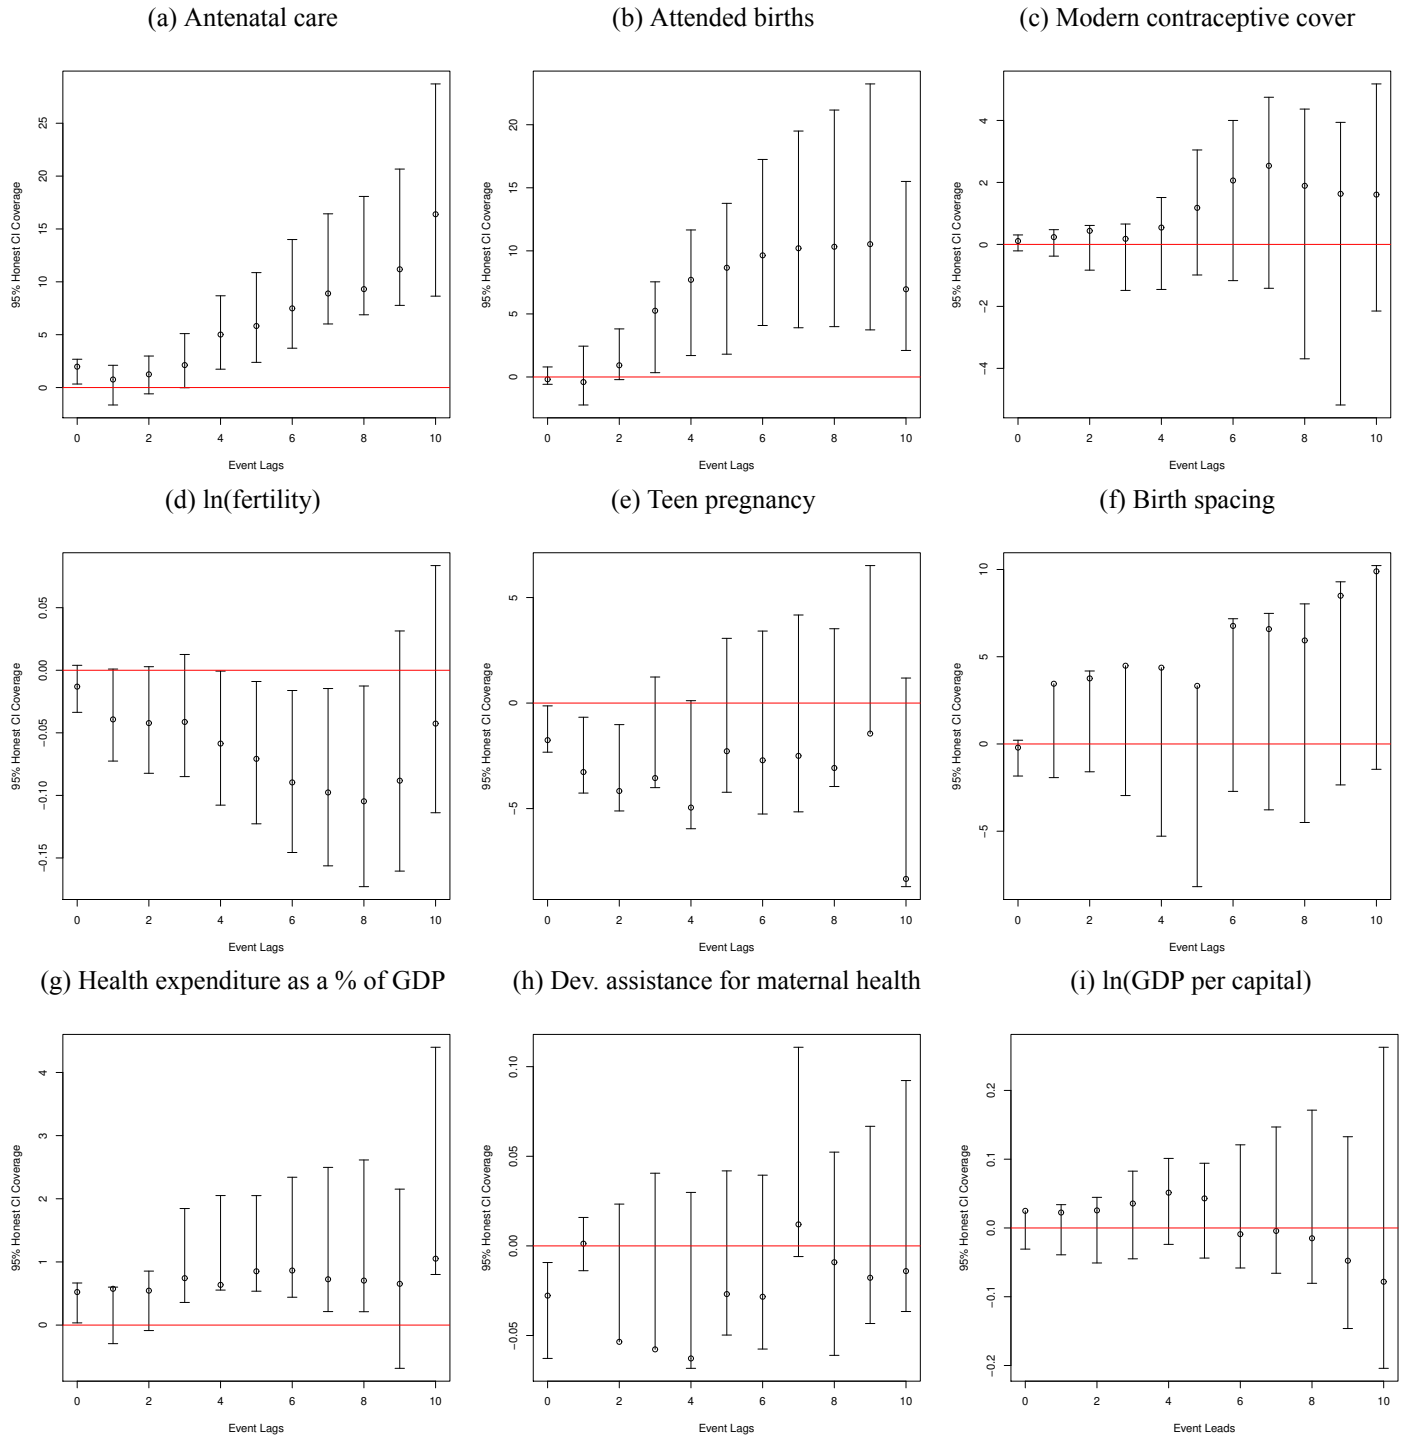 (a) Antenatal care
(b) Attended births
(c) Modern contraceptive cover
95% Honest CI Coverage
0 5 10 15 20 25
0 2 4 6 8 10
Event Lags
95% Honest CI Coverage
0 5 10 15 20
0 2 4 6 8 10
Event Lags
95% Honest CI Coverage
−4 −2 0 2 4
0 2 4 6 8 10
Event Lags
(d) ln(fertility)
(e) Teen pregnancy
(f) Birth spacing
95% Honest CI Coverage
−0.15 −0.10 −0.05 0.00 0.05
0 2 4 6 8 10
Event Lags
95% Honest CI Coverage
−5 0 5
0 2 4 6 8 10
Event Lags
95% Honest CI Coverage
−5 0 5 10
0 2 4 6 8 10
Event Lags
(g) Health expenditure as a % of GDP
(h) Dev. assistance for maternal health
(i) ln(GDP per capital)
95% Honest CI Coverage
0 1 2 3 4
0 2 4 6 8 10
Event Lags
95% Honest CI Coverage
−0.05 0.00 0.05 0.10
0 2 4 6 8 10
Event Lags
95% Honest CI Coverage
−0.2 −0.1 0.0 0.1 0.2
0 2 4 6 8 10
Event Leads